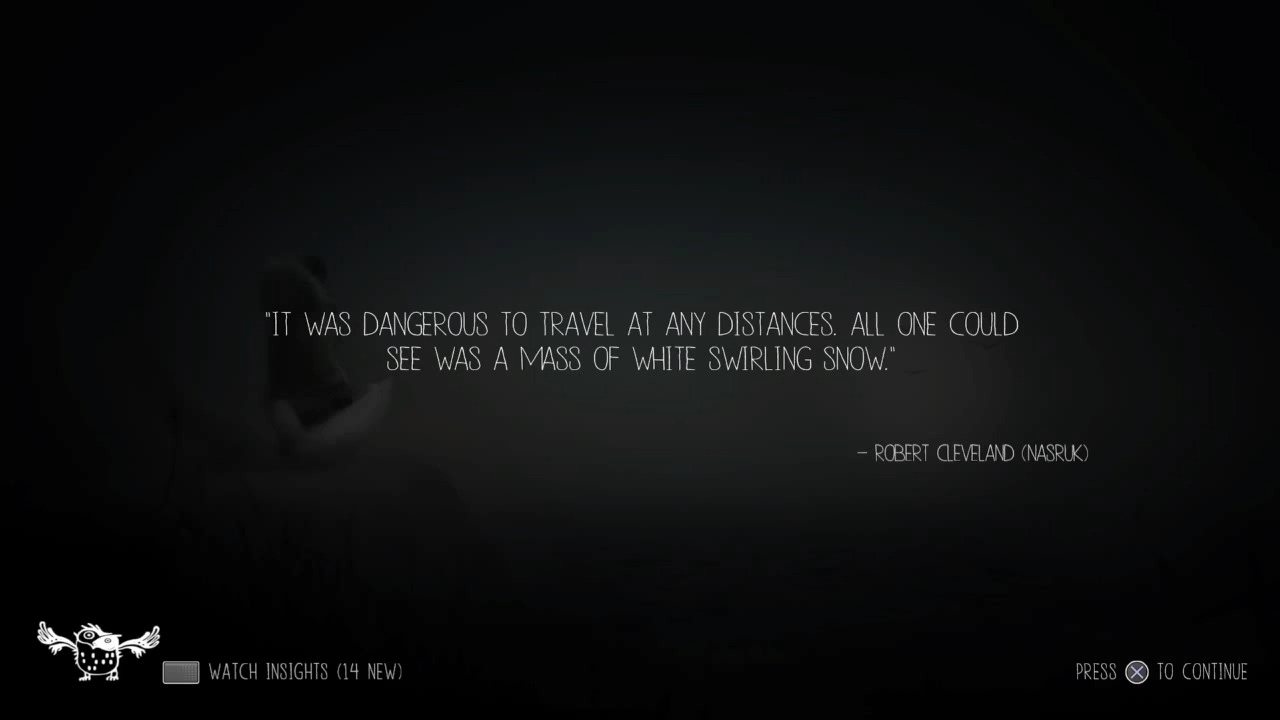 "IT WAS DANGEROUS TO TRAVEL AT ANY DISTANCES. ALL ONE COULD
SEE WAS A MASS OF WHITE SWIRLING SNOW."
– ROBERT CLEVELAND (NASRUK)
WATCH INSIGHTS (14 NEW)
PRESS TO CONTINUE